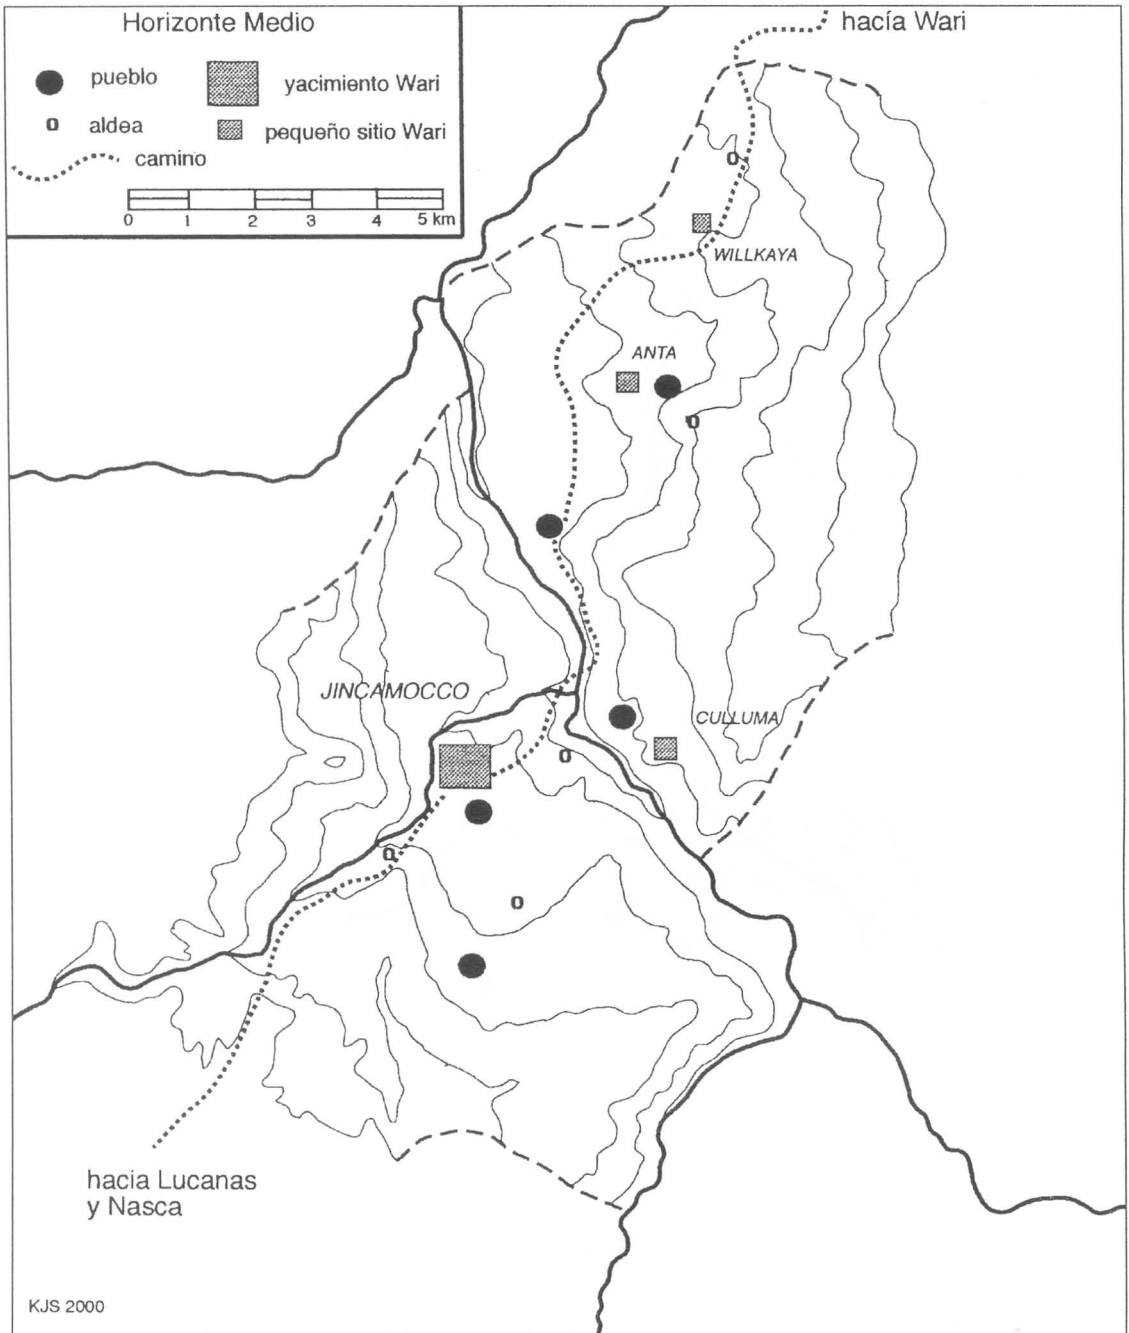 Horizonte Medio
pueblo
yacimiento Wari
aldea
pequeño sitio Wari
camino
0 1 2 3 4 5 km
hacía Wari
WILLKAYA
ANTA
JINCAMOCCO
CULLUMA
hacia Lucanas
y Nasca
KJS 2000